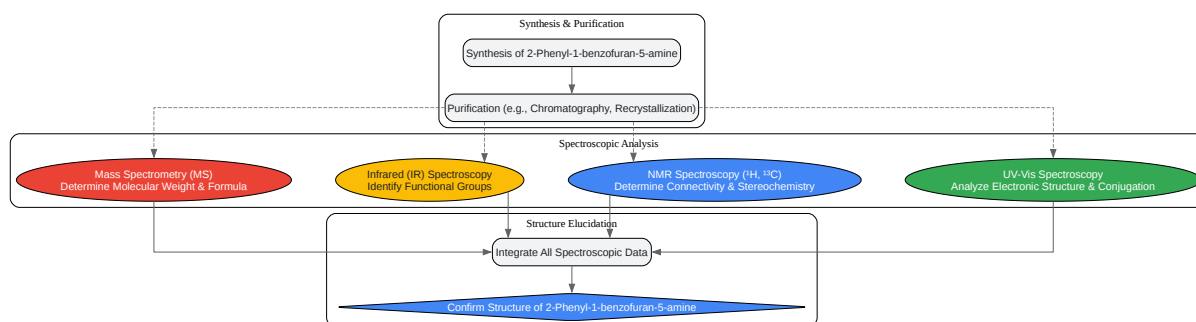 Synthesis & Purification
Synthesis of 2-Phenyl-1-benzofuran-5-amine
Purification (e.g., Chromatography, Recrystallization)
Spectroscopic Analysis
Mass Spectrometry (MS)
Determine Molecular Weight & Formula
Infrared (IR) Spectroscopy
Identify Functional Groups
NMR Spectroscopy (¹H, ¹³C)
Determine Connectivity & Stereochemistry
UV-Vis Spectroscopy
Analyze Electronic Structure & Conjugation
Structure Elucidation
Integrate All Spectroscopic Data
Confirm Structure of 2-Phenyl-1-benzofuran-5-amine